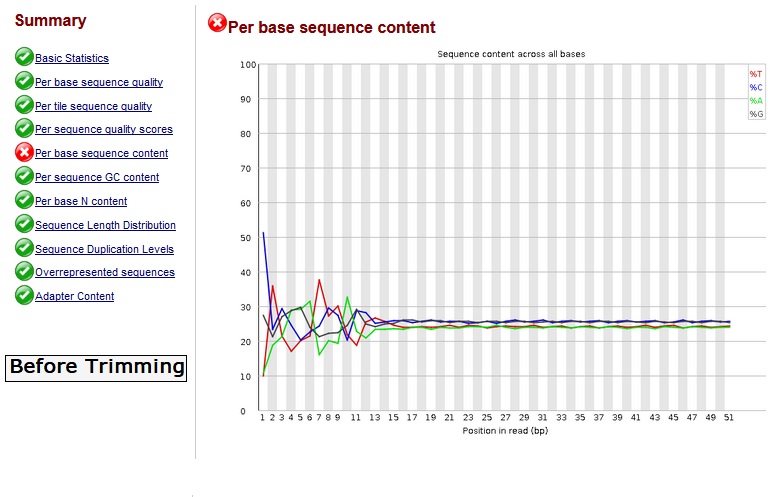 Summary
Basic Statistics
Per base sequence quality
Per tile sequence quality
Per sequence quality scores
Per base sequence content
Per sequence GC content
Per base N content
Sequence Length Distribution
Sequence Duplication Levels
Overrepresented sequences
Adapter Content
Before Trimming
Per base sequence content
Sequence content across all bases
100
90
80
70
60
50
40
30
20
10
0
%T
%C
%A
%G
1 2 3 4 5 6 7 8 9 11 13 15 17 19 21 23 25 27 29 31 33 35 37 39 41 43 45 47 49 51
Position in read (bp)